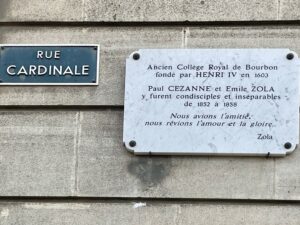 RUE
CARDINALE
Ancien Collège Royal de Bourbon
fondé par HENRI IV en 1603
Paul CEZANNE et Emile ZOLA
y furent condisciples et inséparables
de 1852 à 1858
Nous avions l'amitié,
nous rêvions l'amour et la gloire.
Zola